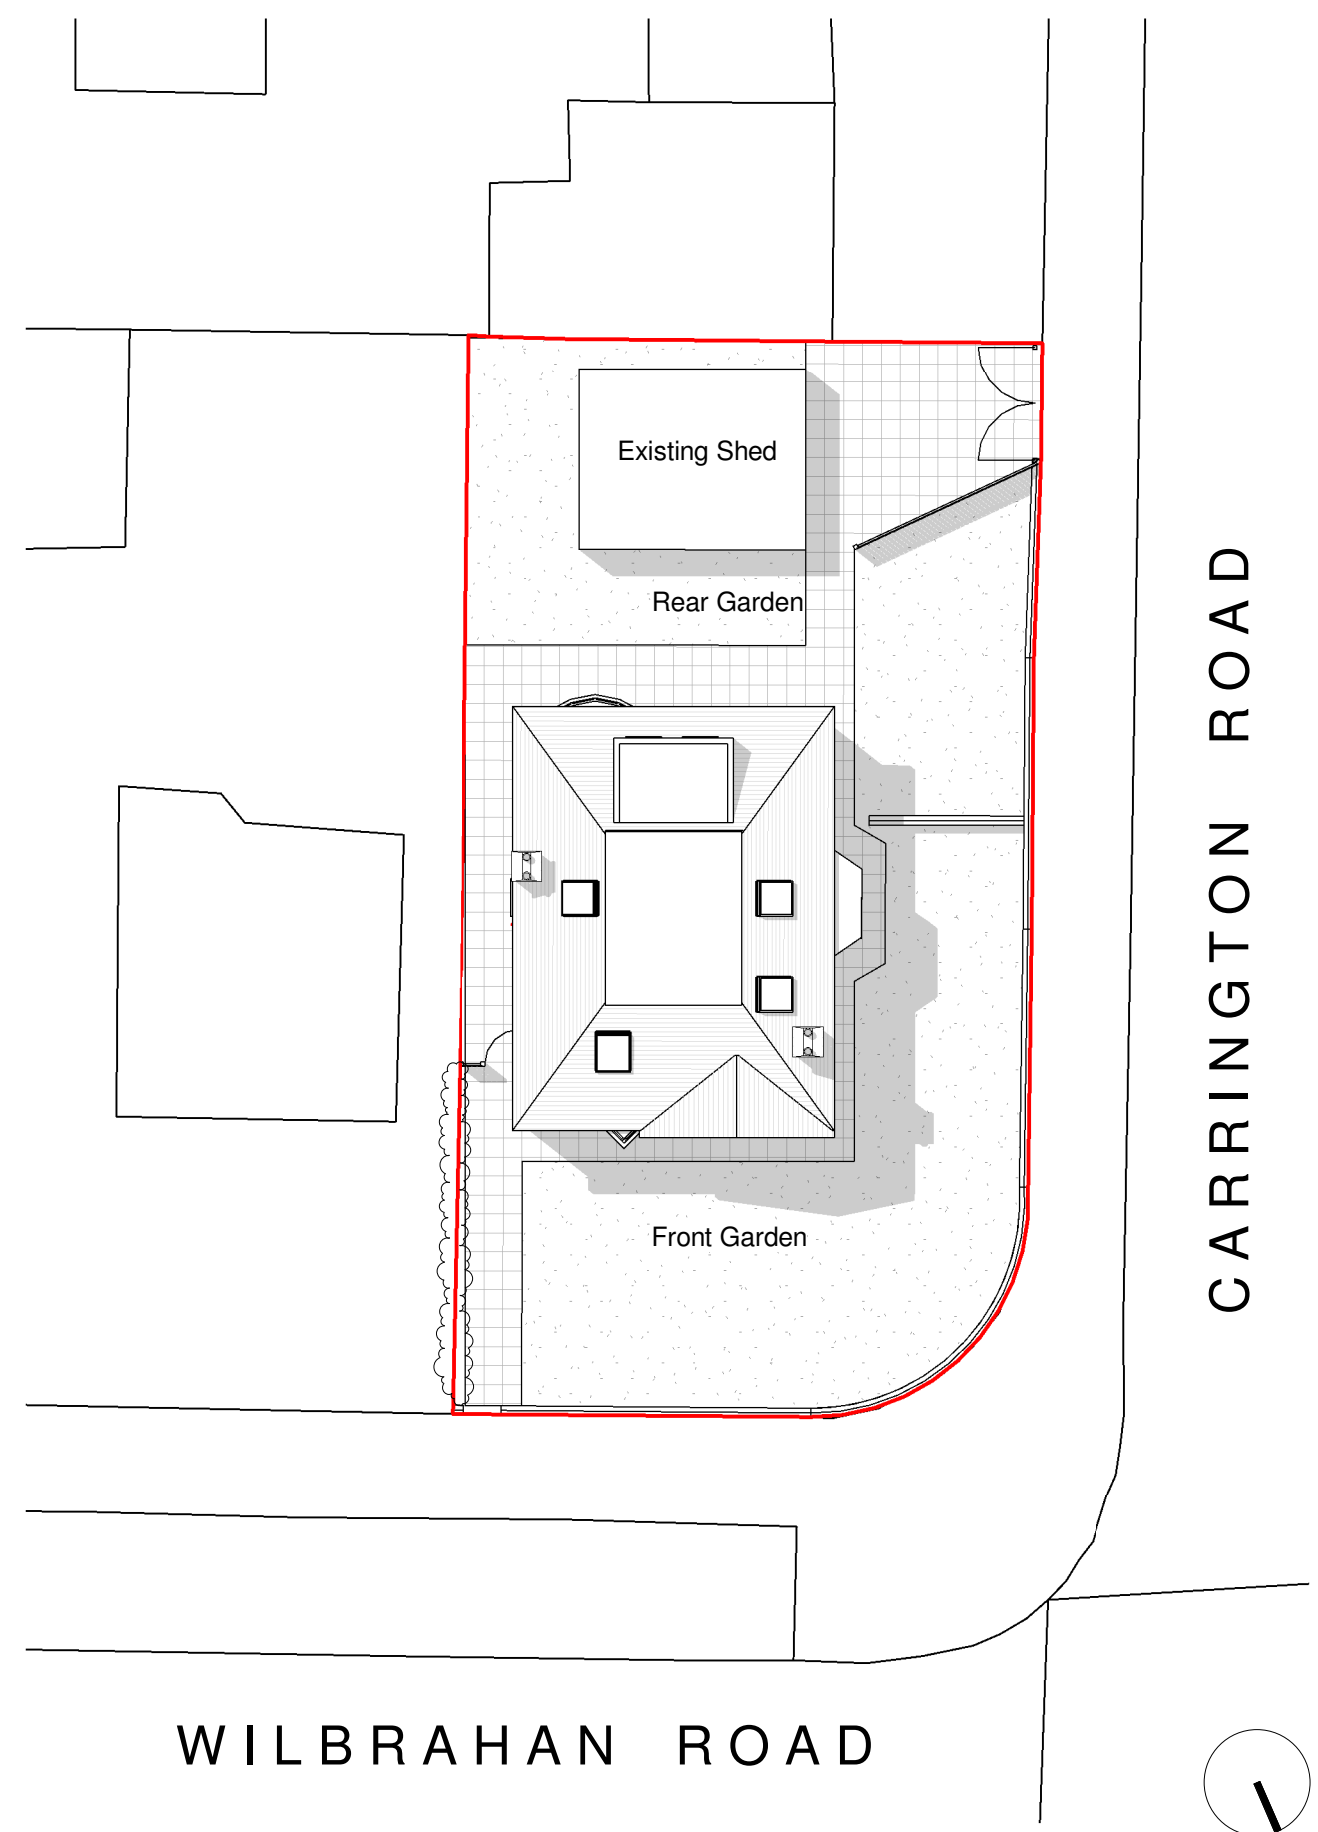 Existing Shed
Rear Garden
CARRINGTON ROAD
Front Garden
WILBRAHAN ROAD